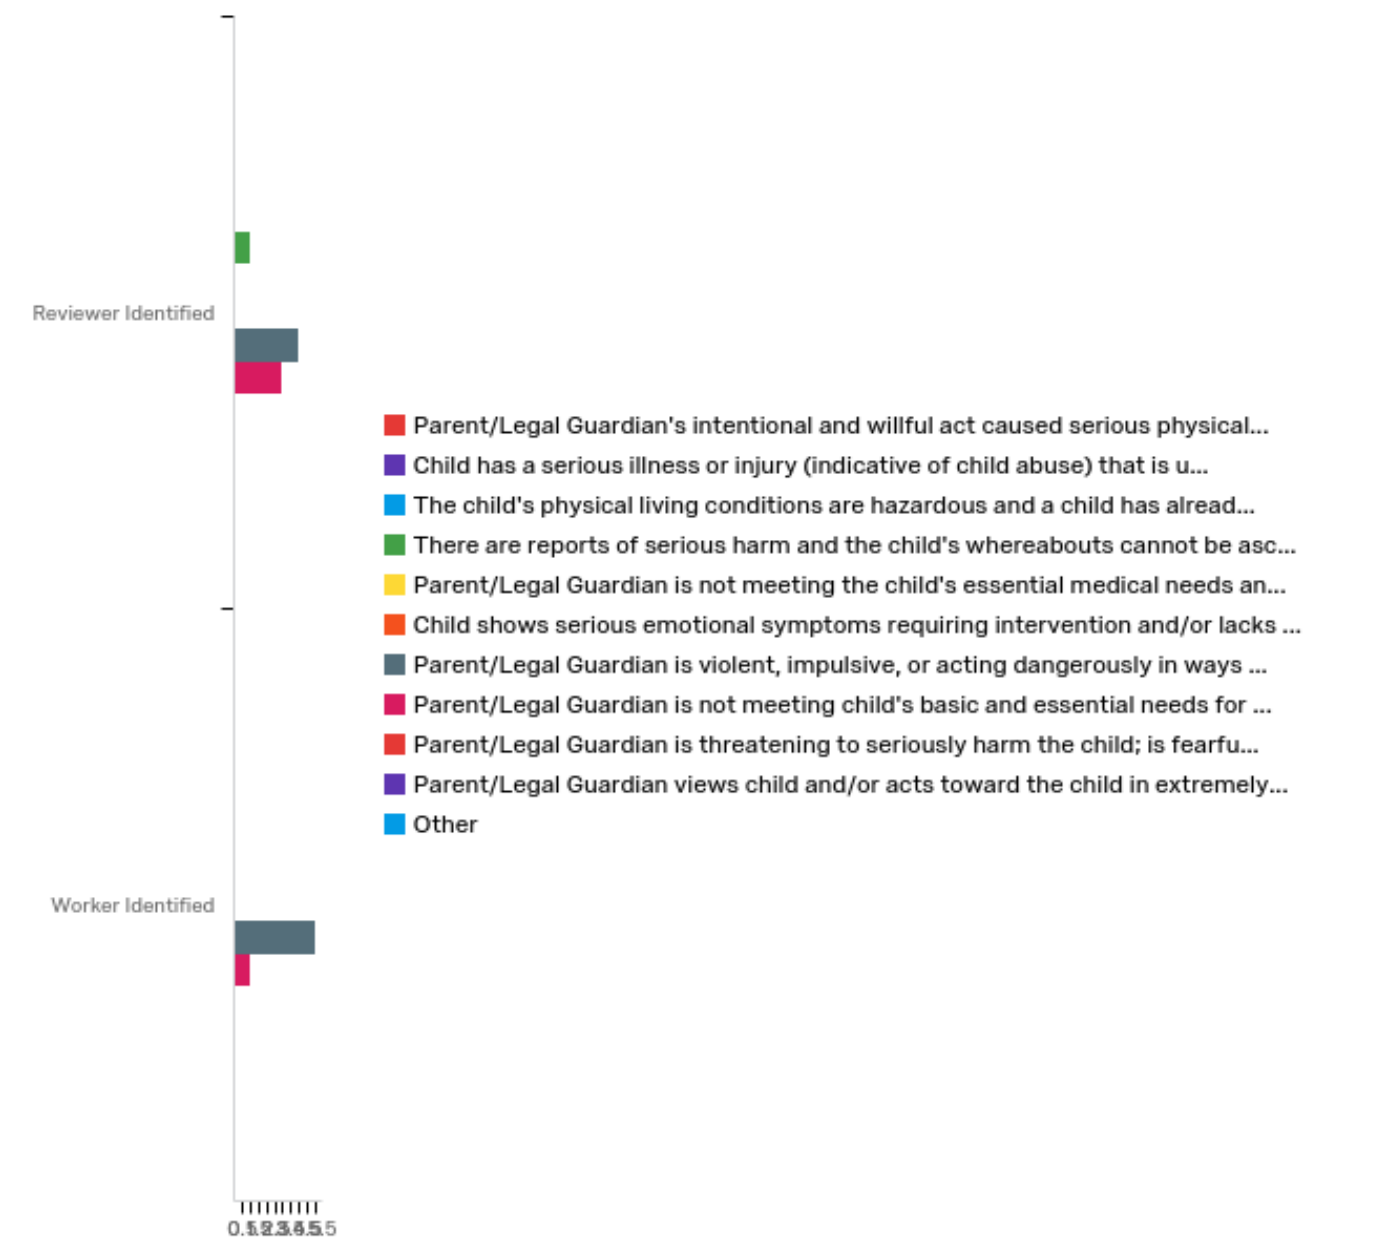 Reviewer Identified
Parent/Legal Guardian's intentional and willful act caused serious physical...
Child has a serious illness or injury (indicative of child abuse) that is u...
The child's physical living conditions are hazardous and a child has alread...
There are reports of serious harm and the child's whereabouts cannot be asc...
Parent/Legal Guardian is not meeting the child's essential medical needs an...
Child shows serious emotional symptoms requiring intervention and/or lacks ...
Parent/Legal Guardian is violent, impulsive, or acting dangerously in ways ...
Parent/Legal Guardian is not meeting child's basic and essential needs for ...
Parent/Legal Guardian is threatening to seriously harm the child; is fearfu...
Parent/Legal Guardian views child and/or acts toward the child in extremely...
Other
Worker Identified